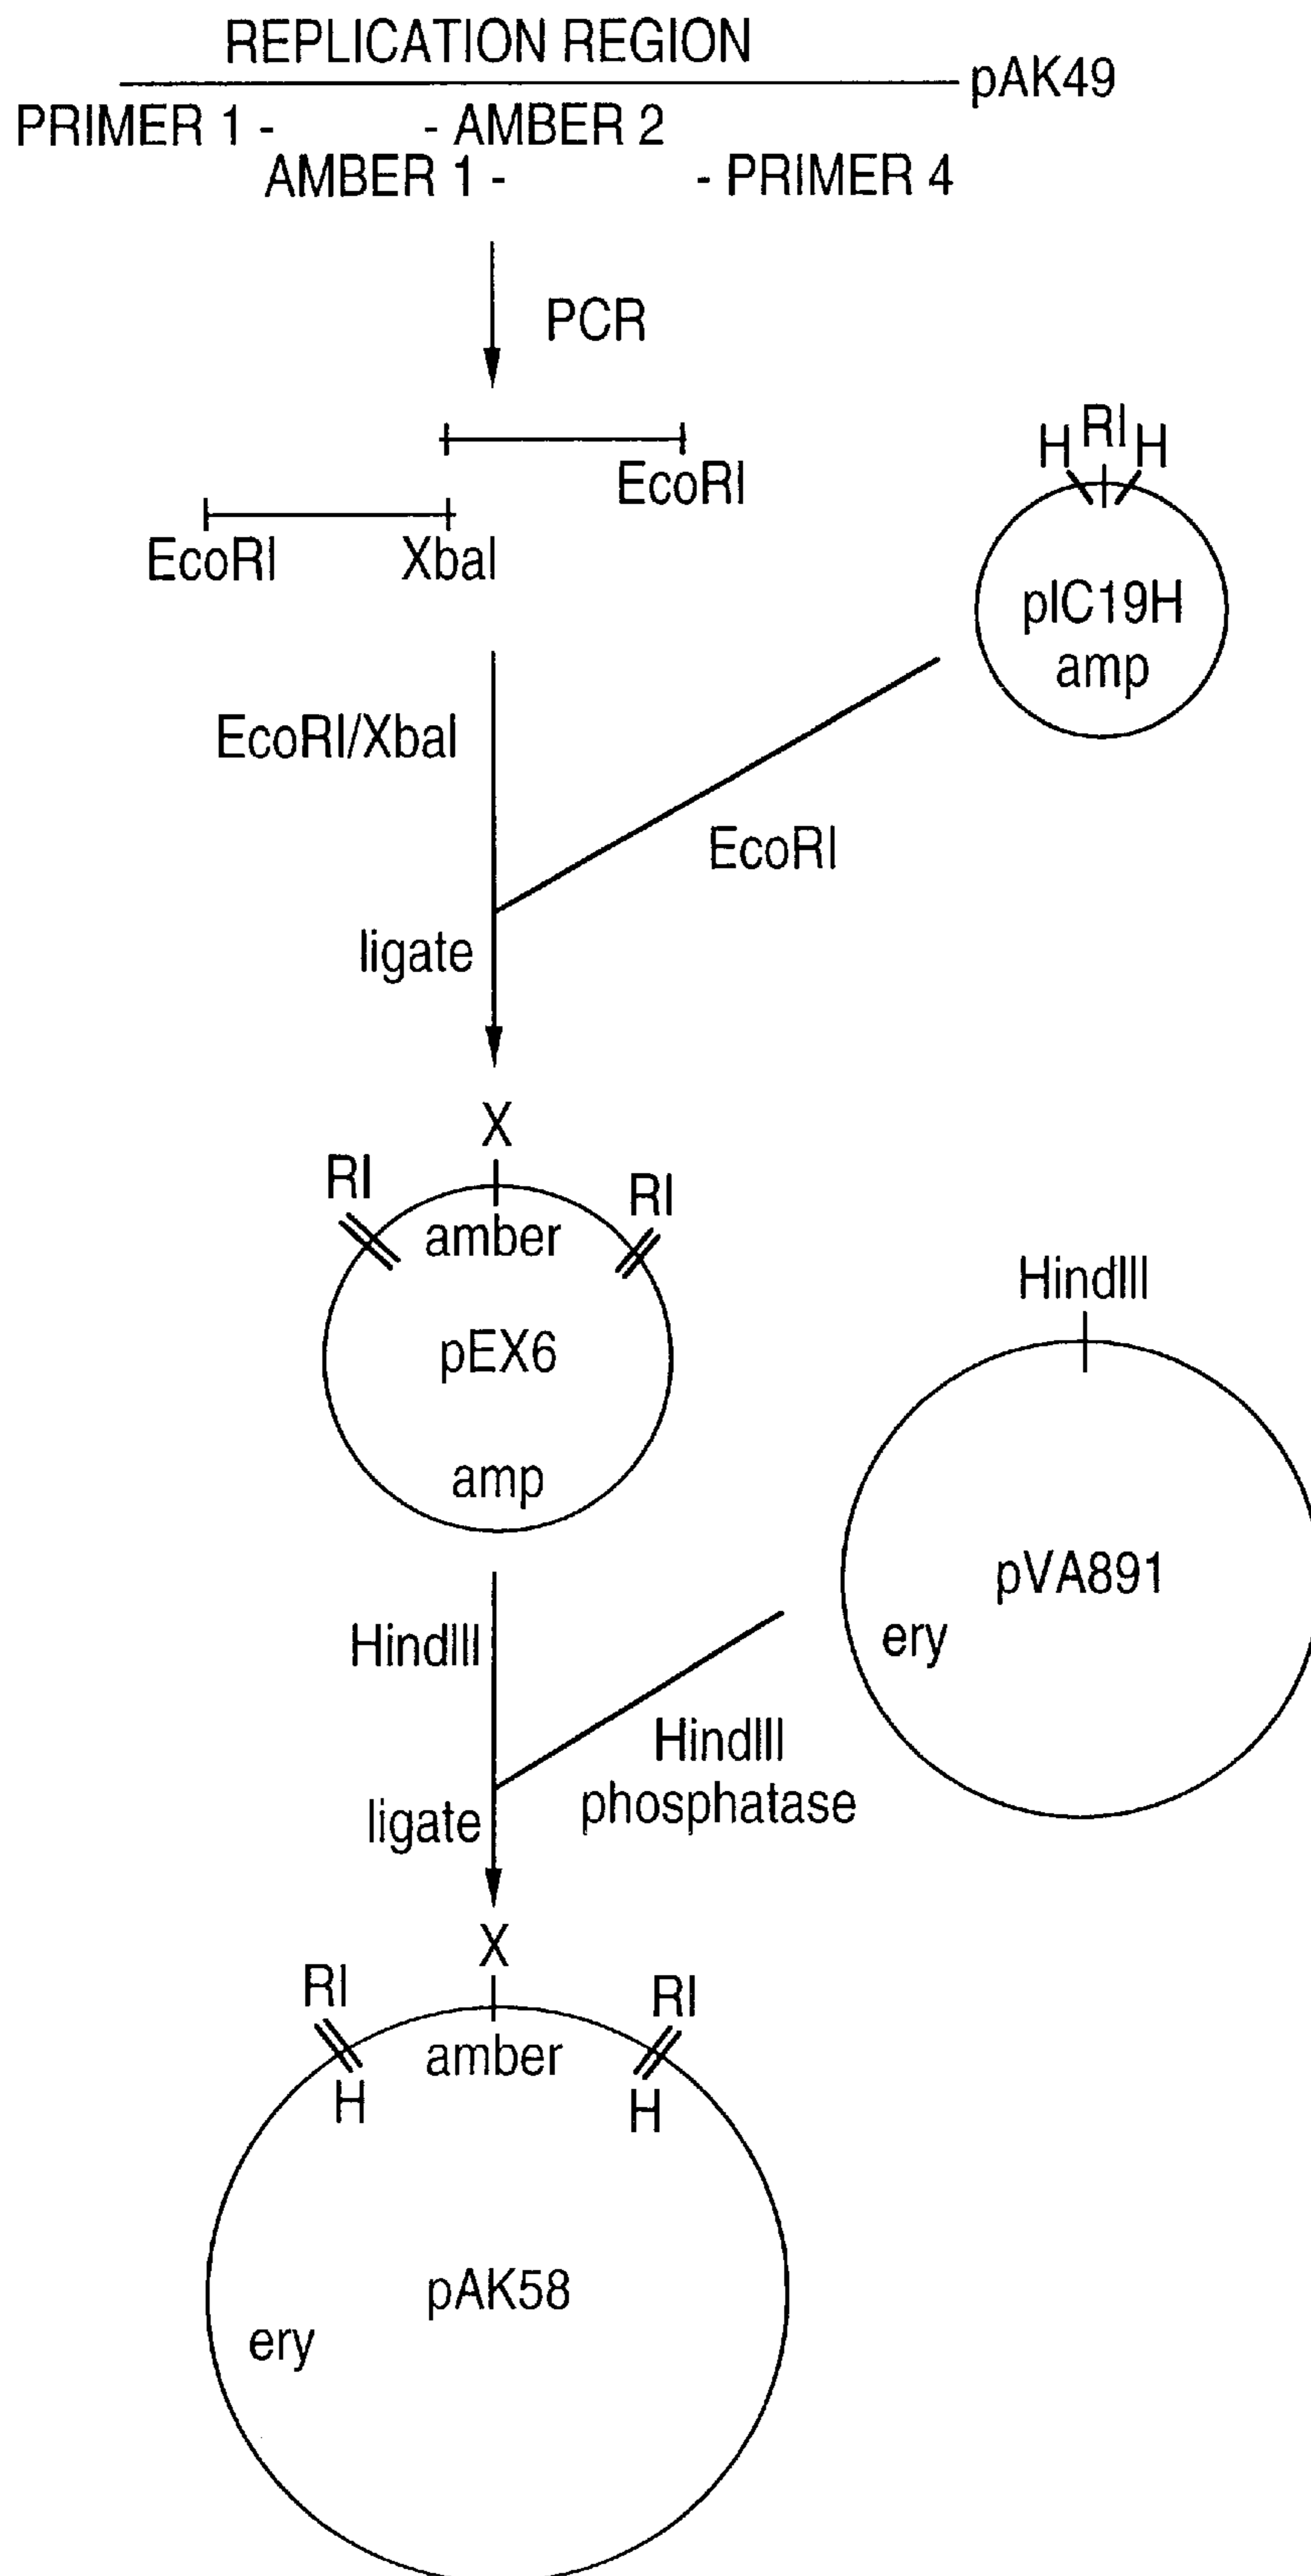 REPLICATION REGION
pAK49
PRIMER 1 - - AMBER 2
AMBER 1 - - PRIMER 4
PCR
EcoRI
EcoRI XbaI
H RI H
pIC19H
amp
EcoRI/XbaI
EcoRI
ligate
X
RI RI
amber
pEX6
amp
HindIII
pVA891
ery
HindIII
HindIII
phosphatase
ligate
X
RI RI
amber
H H
pAK58
ery